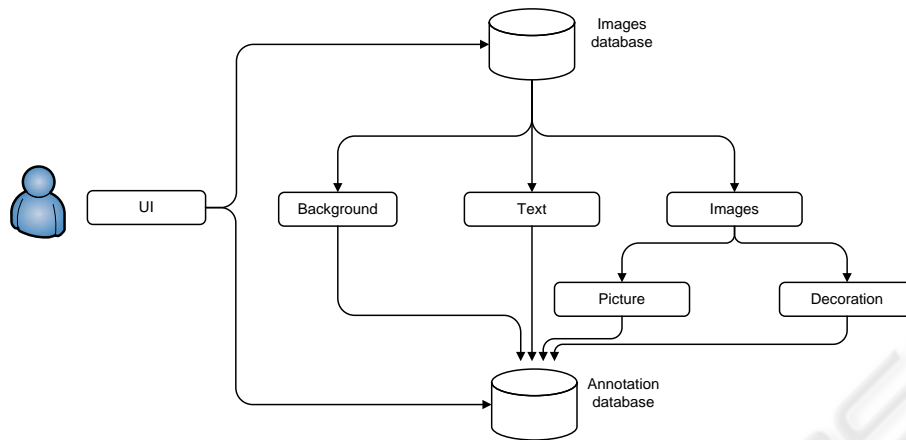 Images
database
UI
Background
Text
Images
Picture
Decoration
Annotation
database